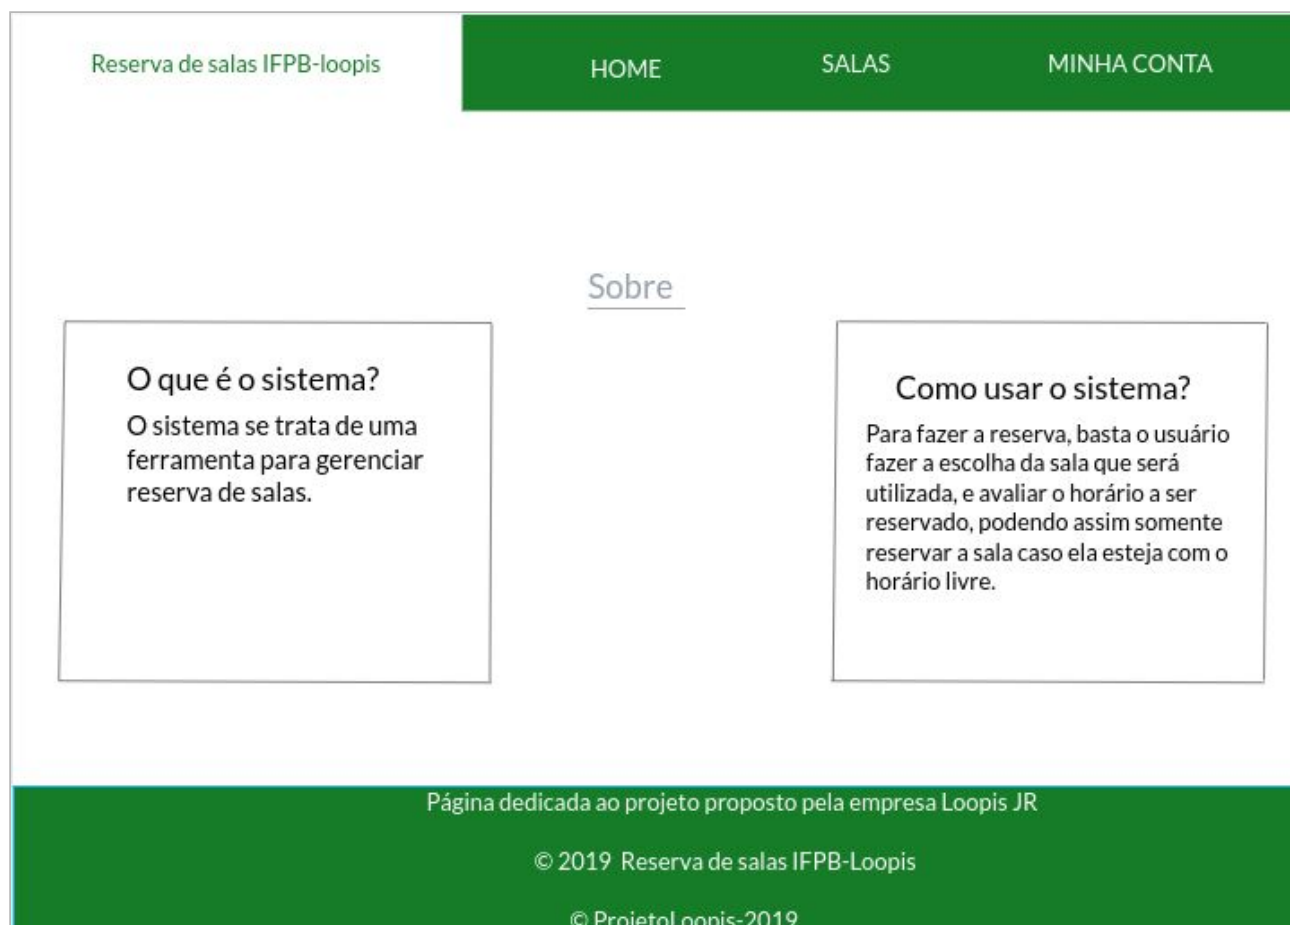 Reserva de salas IFPB-loopis
HOME
SALAS
MINHA CONTA
Sobre
O que é o sistema?
O sistema se trata de uma
ferramenta para gerenciar
reserva de salas.
Como usar o sistema?
Para fazer a reserva, basta o usuário
fazer a escolha da sala que será
utilizada, e avaliar o horário a ser
reservado, podendo assim somente
reservar a sala caso ela esteja com o
horário livre.
Página dedicada ao projeto proposto pela empresa Loopis JR
© 2019 Reserva de salas IFPB-Loopis
© ProjetoLoopis-2019